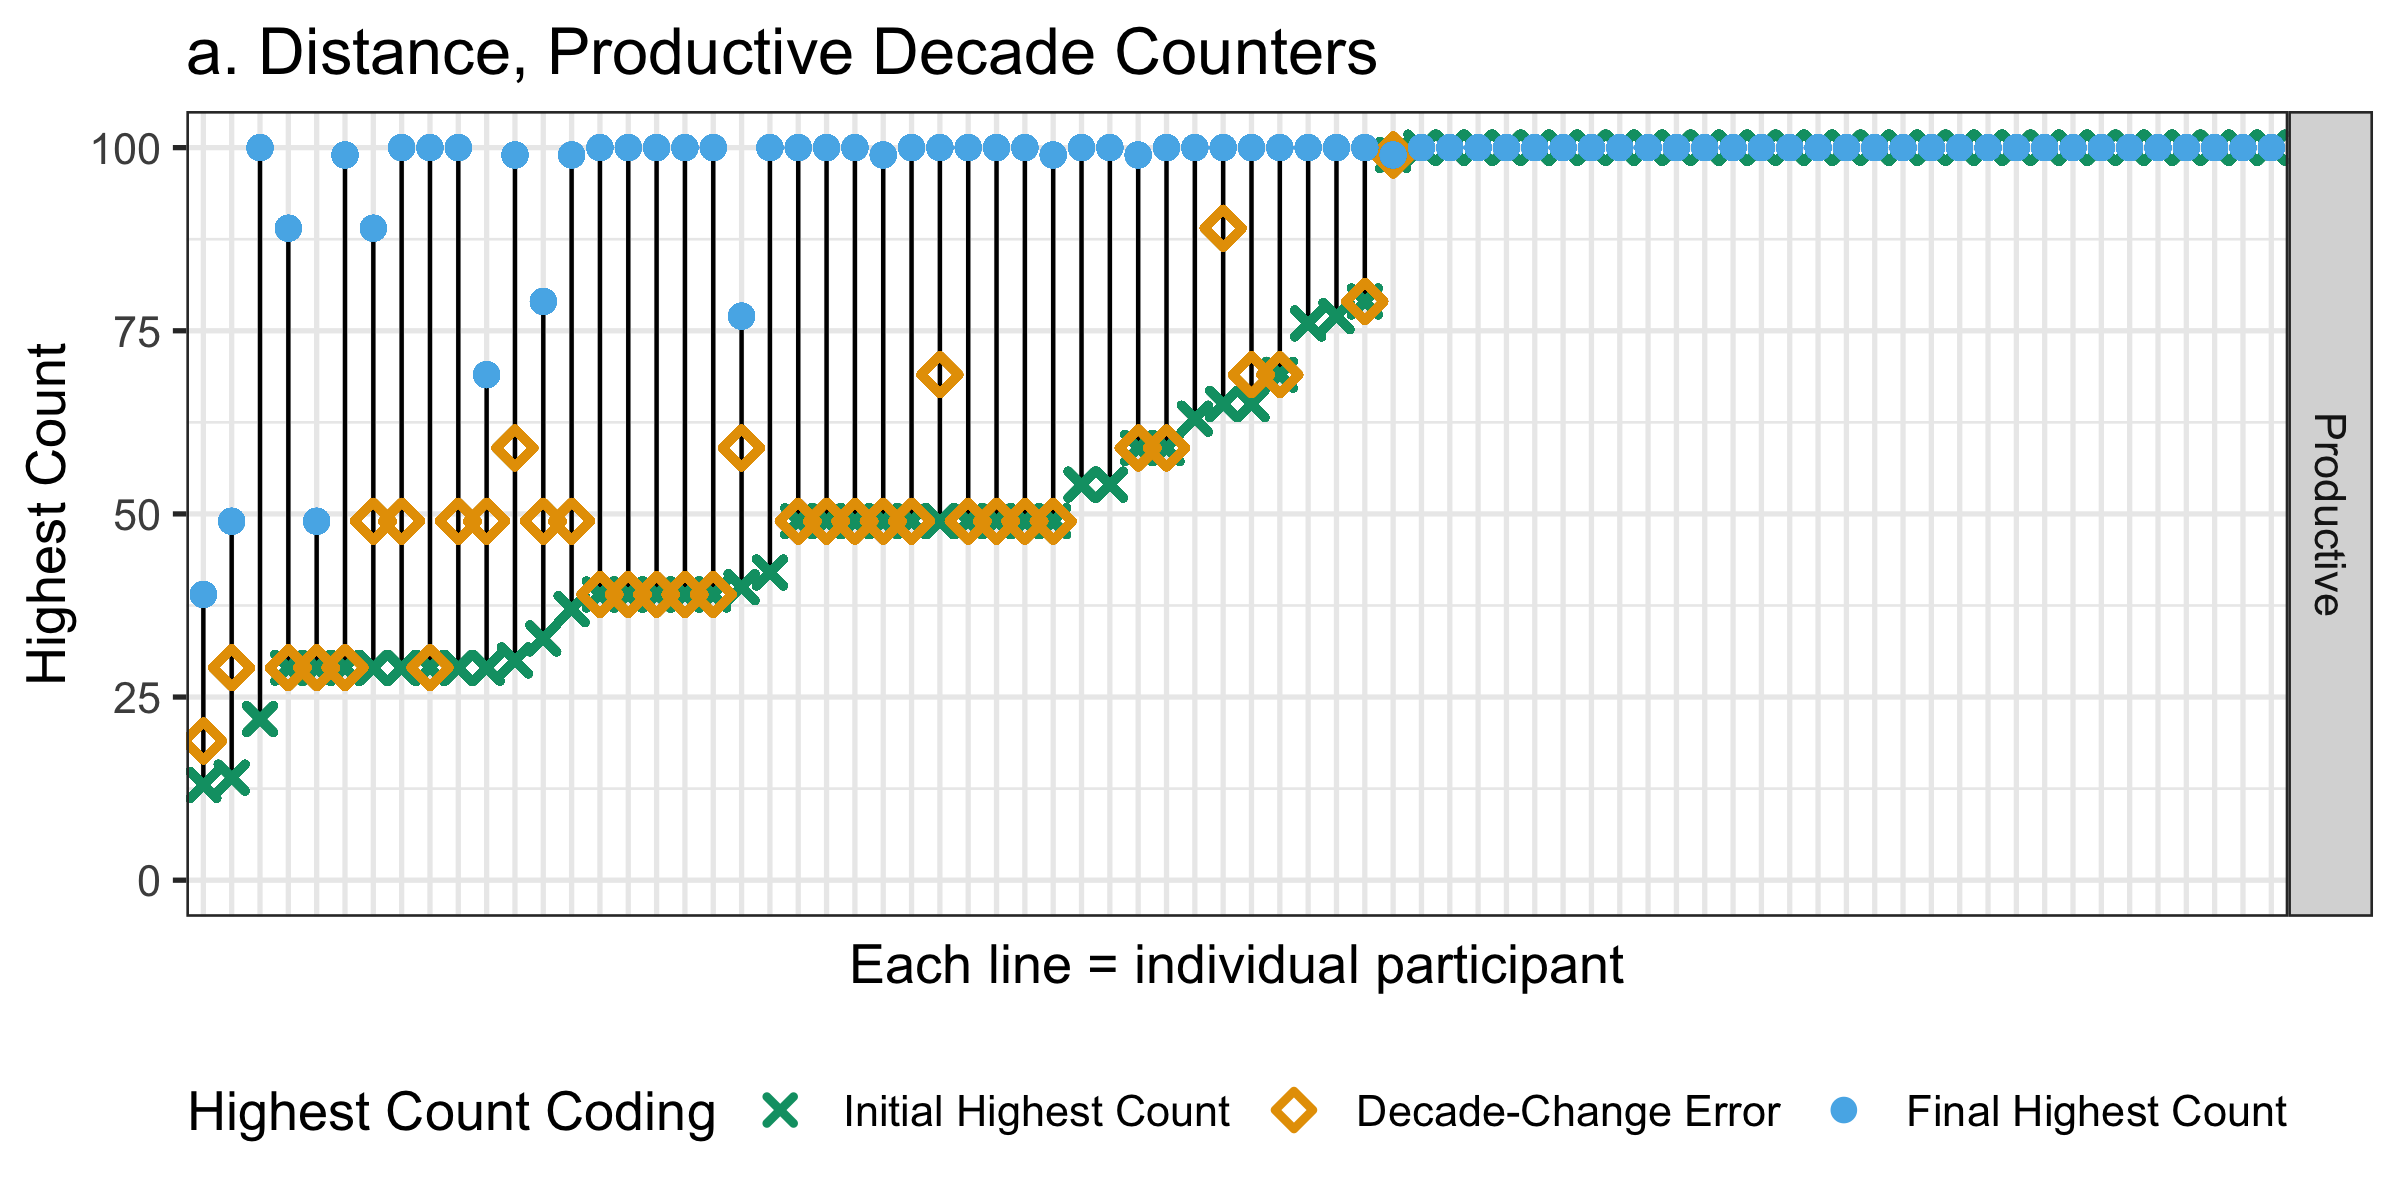 a. Distance, Productive Decade Counters
Highest Count
100
75
50
25
0
Productive
Each line = individual participant
Highest Count Coding
Initial Highest Count
Decade-Change Error
Final Highest Count